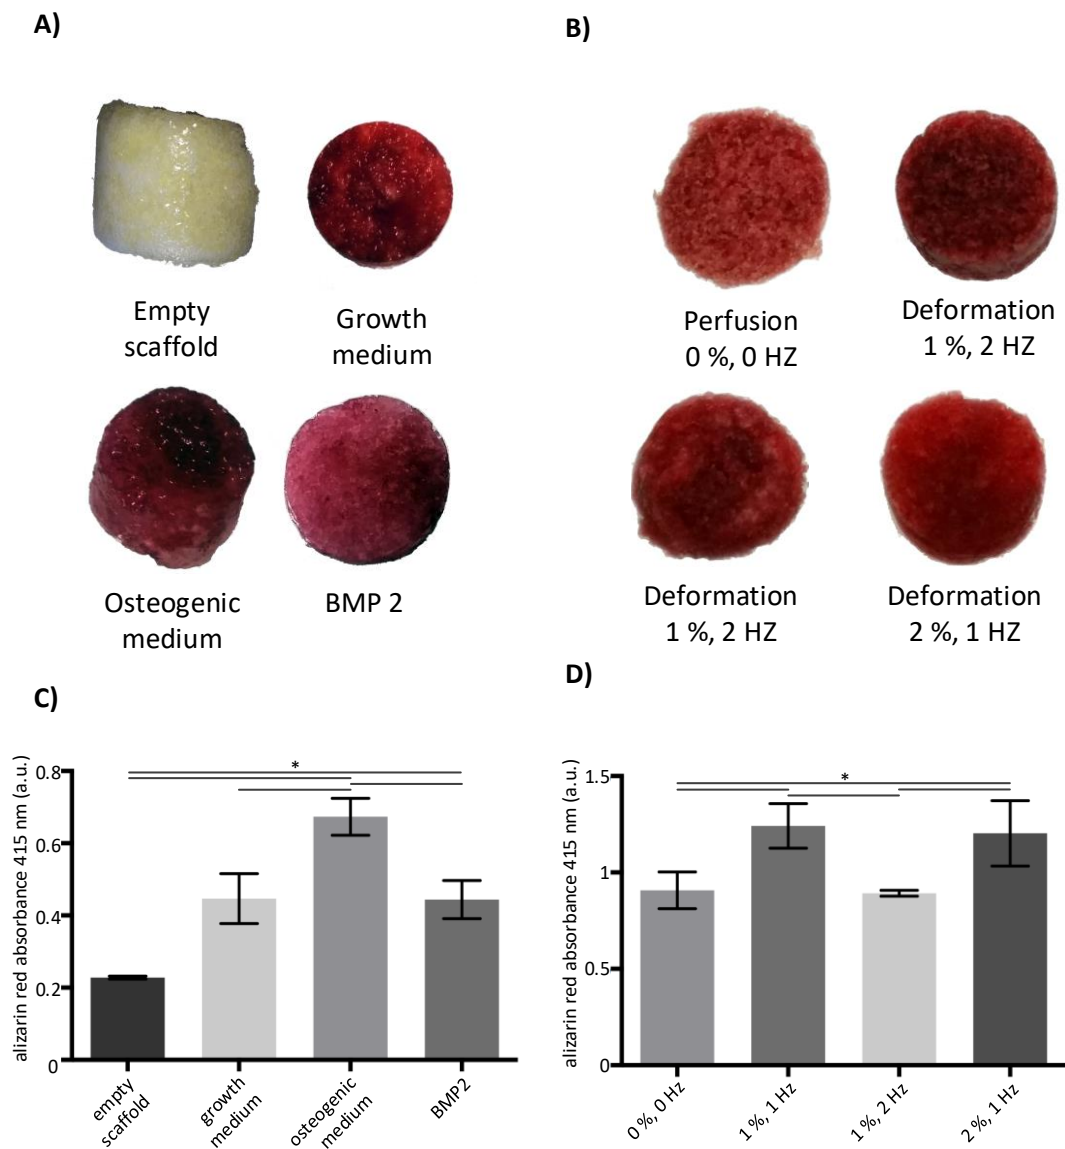 A)
B)
Empty
scaffold
Growth
medium
Perfusion
0 %, 0 HZ
Deformation
1 %, 2 HZ
Osteogenic
medium
BMP 2
Deformation
1 %, 2 HZ
Deformation
2 %, 1 HZ
C)
alizarin red absorbance 415 nm (a.u.)
0.8
0.6
0.4
0.2
0
*
empty
scaffold
growth
medium
osteogenic
medium
BMP2
D)
alizarin red absorbance 415 nm (a.u.)
1.5
1
0.5
0
*
0 %, 0 Hz
1 %, 1 Hz
1 %, 2 Hz
2 %, 1 Hz